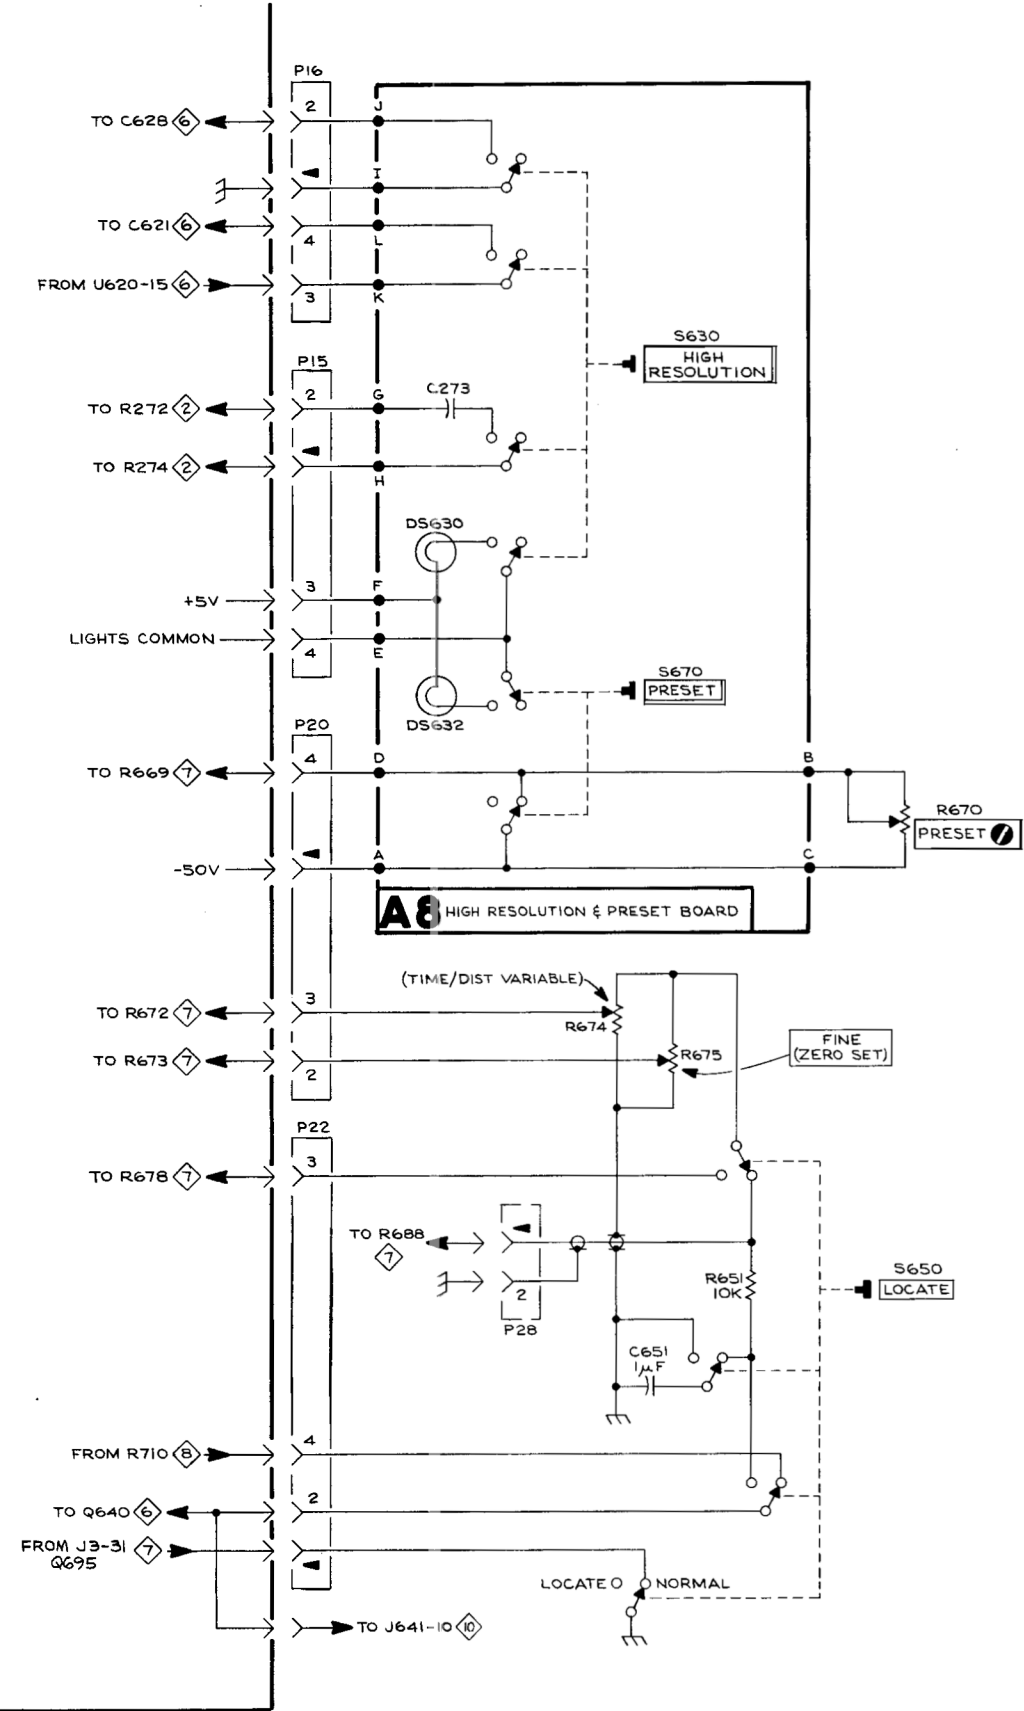 P16
2
J
TO C628 6
I
TO C621 6
4
L
FROM U620-15 6
3
K
S630
HIGH
RESOLUTION
P15
2
G
C273
TO R272 2
TO R274 2
H
DS630
3
F
+5V
LIGHTS COMMON
4
E
S670
PRESET
DS632
P20
4
D
B
TO R669 7
R670
PRESET
A
C
-50V
A8 HIGH RESOLUTION & PRESET BOARD
(TIME/DIST VARIABLE)
3
TO R672 7
R674
FINE
(ZERO SET)
TO R673 7
R675
2
P22
3
TO R678 7
TO R688
7
2
P28
R651
10K
S650
LOCATE
C651
1µF
4
FROM R710 8
2
TO Q640 6
FROM J3-31 7
Q695
LOCATE NORMAL
TO J641-10 10